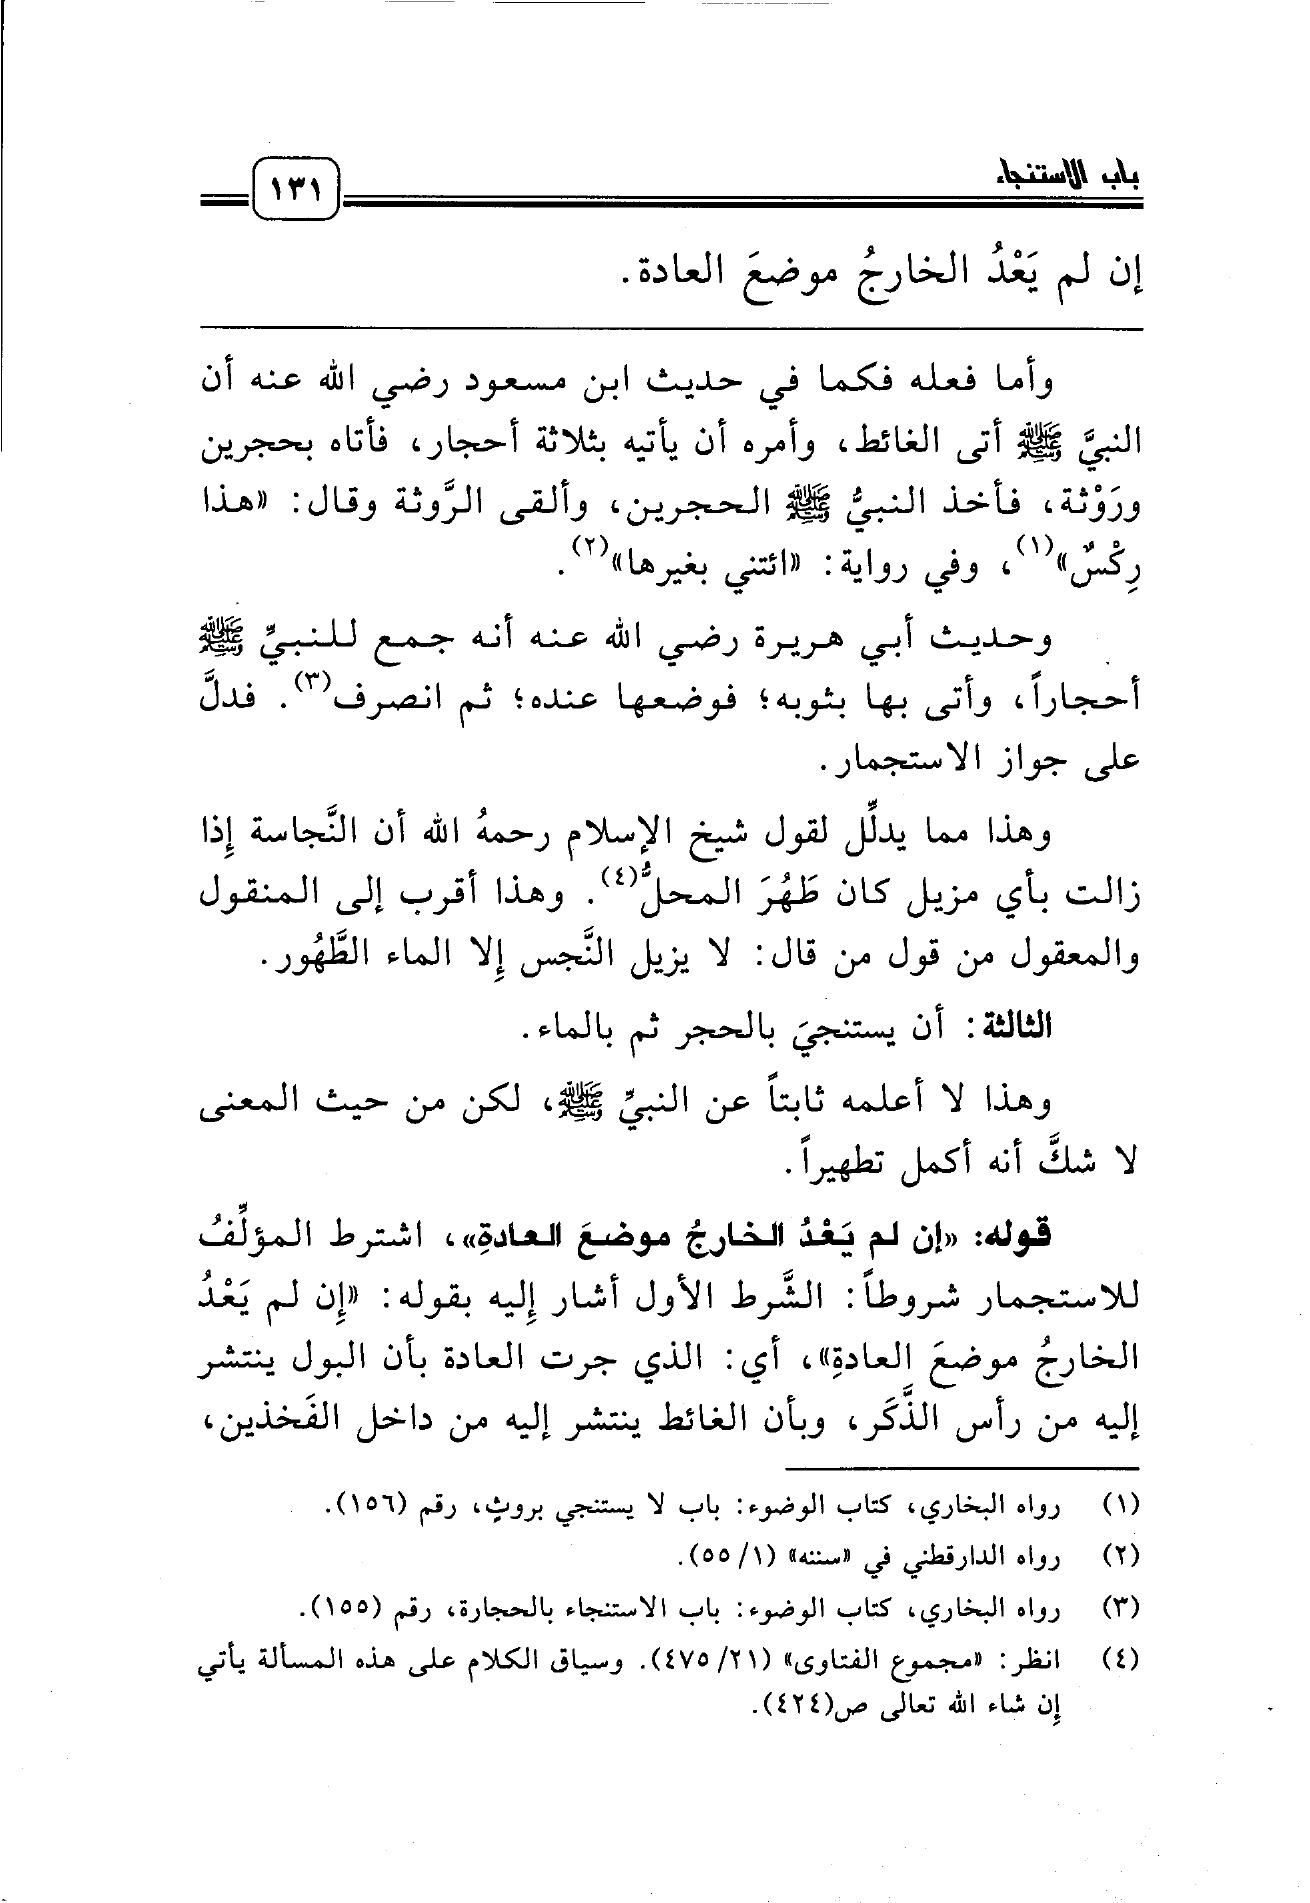 باب الاستنجاء
١٣١
إن لم يَعْدُ الخارجُ موضعَ العادة.
وأما فعله فكما في حديث ابن مسعود رضي الله عنه أن
النبيَّ ﷺ أتى الغائط، وأمره أن يأتيه بثلاثة أحجار، فأتاه بحجرين
ورَوْثة، فأخذ النبيُّ ﷺ الحجرين، وألقى الرَّوثة وقال: «هذا
رِكْسٌ»(١)، وفي رواية: «ائتني بغيرها»(٢).
وحديث أبي هريرة رضي الله عنه أنه جمع للنبيِّ ﷺ
أحجاراً، وأتى بها بثوبه؛ فوضعها عنده؛ ثم انصرف(٣). فدلَّ
على جواز الاستجمار.
وهذا مما يدلِّل لقول شيخ الإسلام رحمهُ الله أن النَّجاسة إِذا
زالت بأي مزيل كان طَهُرَ المحلُّ(٤). وهذا أقرب إلى المنقول
والمعقول من قول من قال: لا يزيل النَّجس إِلا الماء الطَّهُور.
الثالثة: أن يستنجيَ بالحجر ثم بالماء.
وهذا لا أعلمه ثابتاً عن النبيِّ ﷺ، لكن من حيث المعنى
لا شكَّ أنه أكمل تطهيراً.
قوله: «إن لم يَعْدُ الخارجُ موضعَ العادةِ»، اشترط المؤلِّفُ
للاستجمار شروطاً: الشَّرط الأول أشار إِليه بقوله: «إِن لم يَعْدُ
الخارجُ موضعَ العادةِ»، أي: الذي جرت العادة بأن البول ينتشر
إليه من رأس الذَّكَر، وبأن الغائط ينتشر إليه من داخل الفَخذين،
(١) رواه البخاري، كتاب الوضوء: باب لا يستنجي بروثٍ، رقم (١٥٦).
(٢) رواه الدارقطني في «سننه» (١/ ٥٥).
(٣) رواه البخاري، كتاب الوضوء: باب الاستنجاء بالحجارة، رقم (١٥٥).
(٤) انظر: «مجموع الفتاوى» (٢١/ ٤٧٥). وسياق الكلام على هذه المسألة يأتي
إِن شاء الله تعالى ص(٤٢٤).